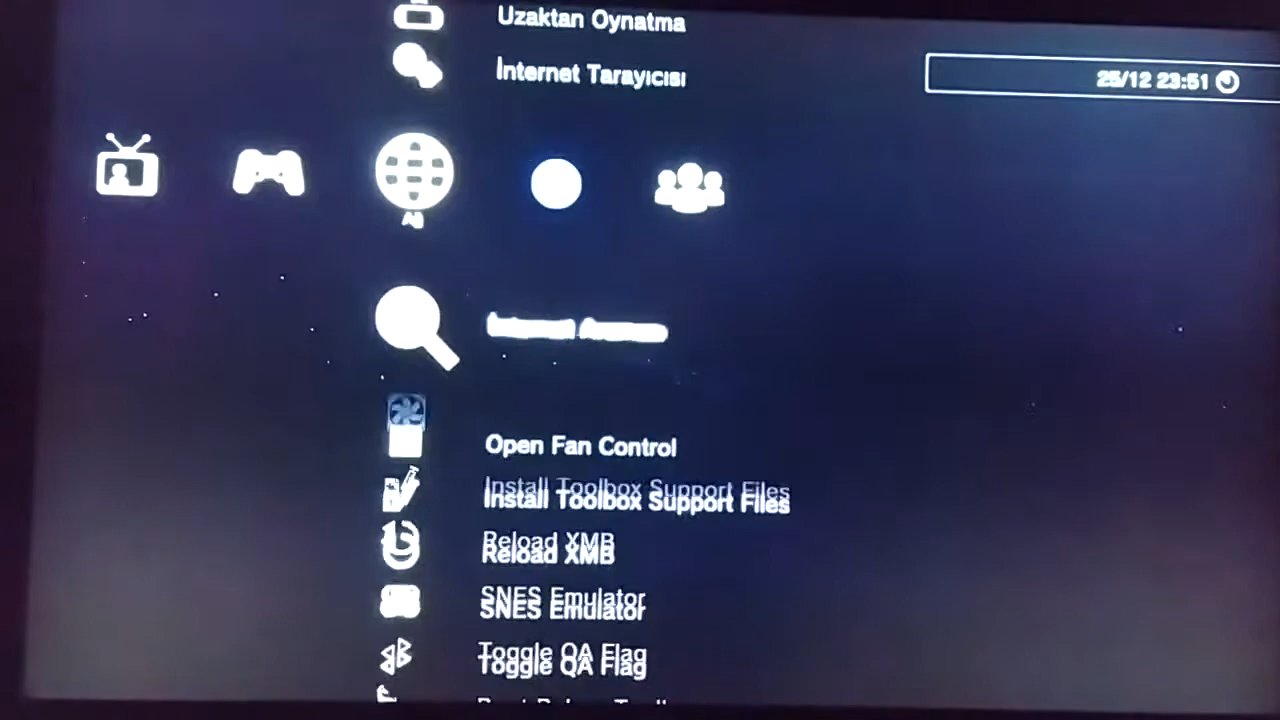 Uzaktan Oynatma
İnternet Tarayıcısı
25/12 23:51
Ağ
Open Fan Control
Install Toolbox Support Files
Reload XMB
SNES Emulator
Toggle QA Flag